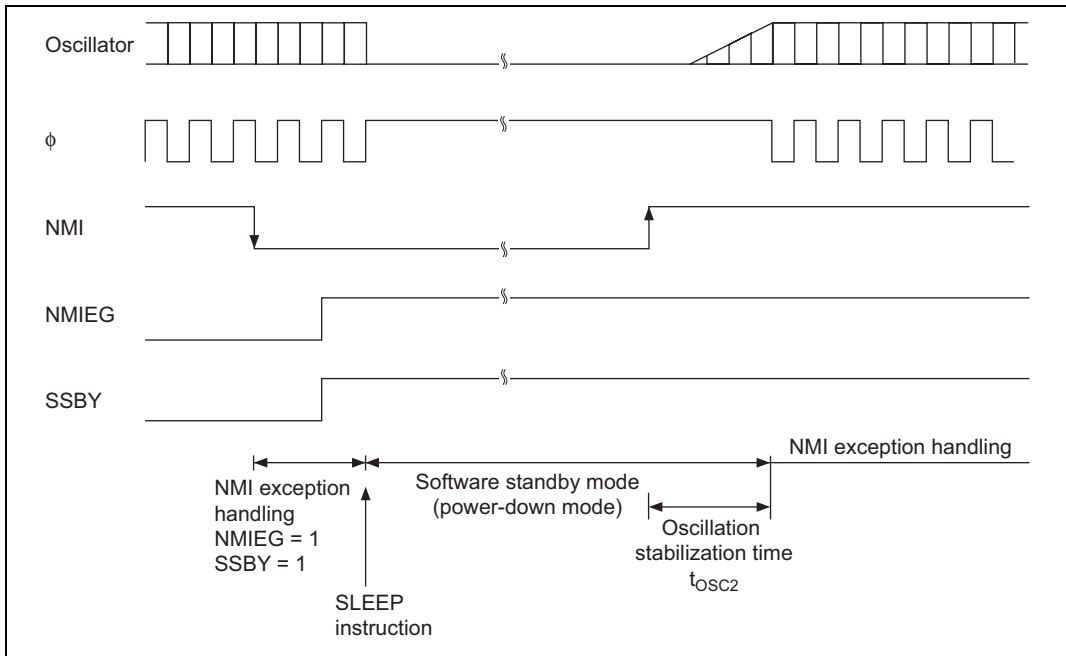 Oscillator
ϕ
NMI
NMIEG
SSBY
NMI exception
handling
NMIEG = 1
SSBY = 1
SLEEP
instruction
Software standby mode
(power-down mode)
Oscillation
stabilization time
tOSC2
NMI exception handling